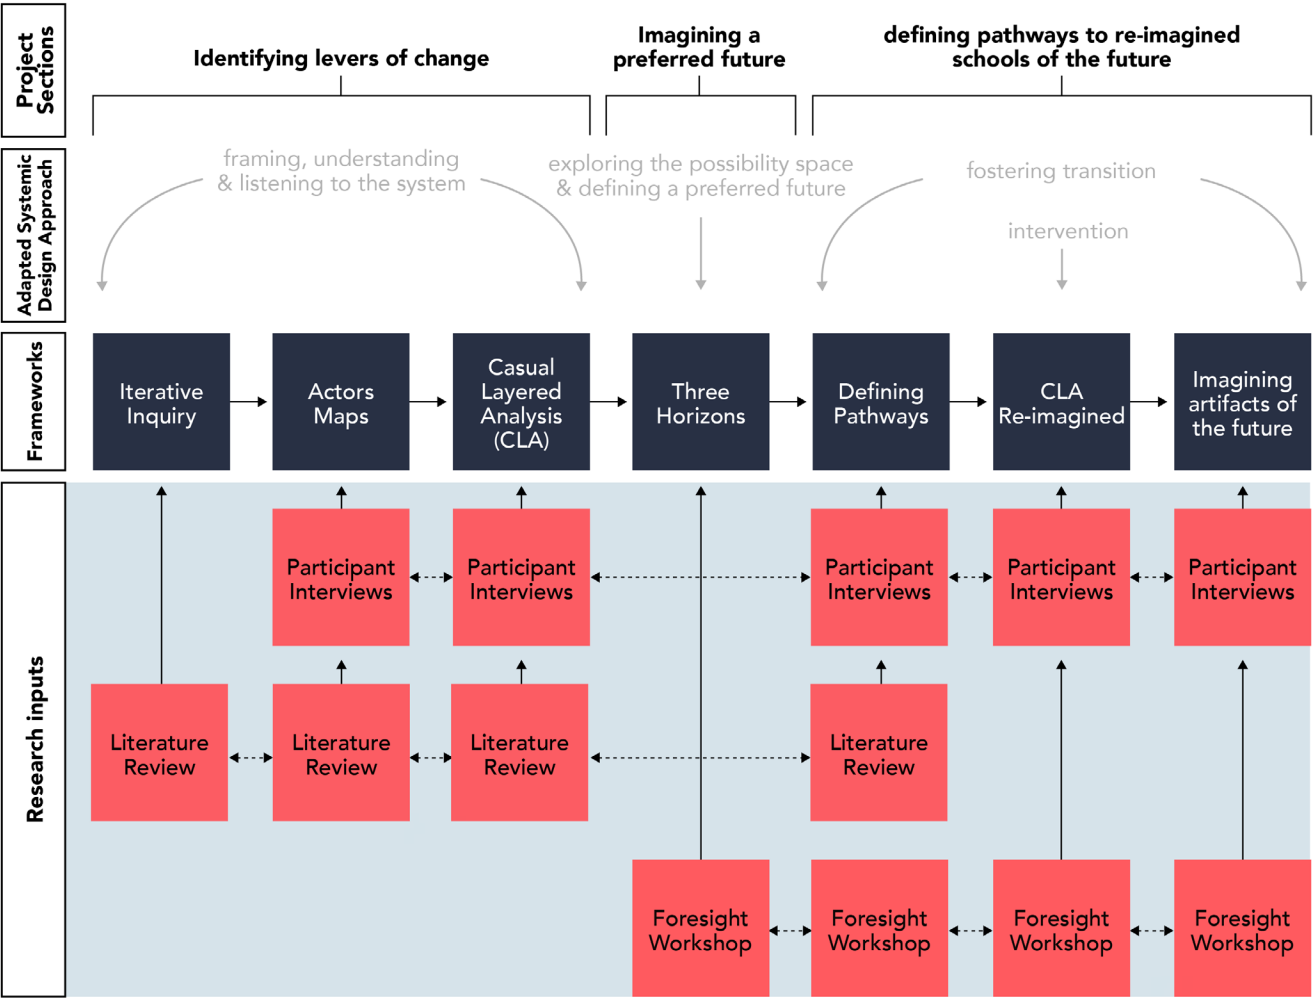 Project
Sections
Identifying levers of change
Imagining a
preferred future
defining pathways to re-imagined
schools of the future
Adapted Systemic
Design Approach
framing, understanding
& listening to the system
exploring the possibility space
& defining a preferred future
fostering transition
intervention
Frameworks
Iterative
Inquiry
Actors
Maps
Casual
Layered
Analysis
(CLA)
Three
Horizons
Defining
Pathways
CLA
Re-imagined
Imagining
artifacts of
the future
Research inputs
Participant
Interviews
Participant
Interviews
Participant
Interviews
Participant
Interviews
Participant
Interviews
Literature
Review
Literature
Review
Literature
Review
Literature
Review
Foresight
Workshop
Foresight
Workshop
Foresight
Workshop
Foresight
Workshop